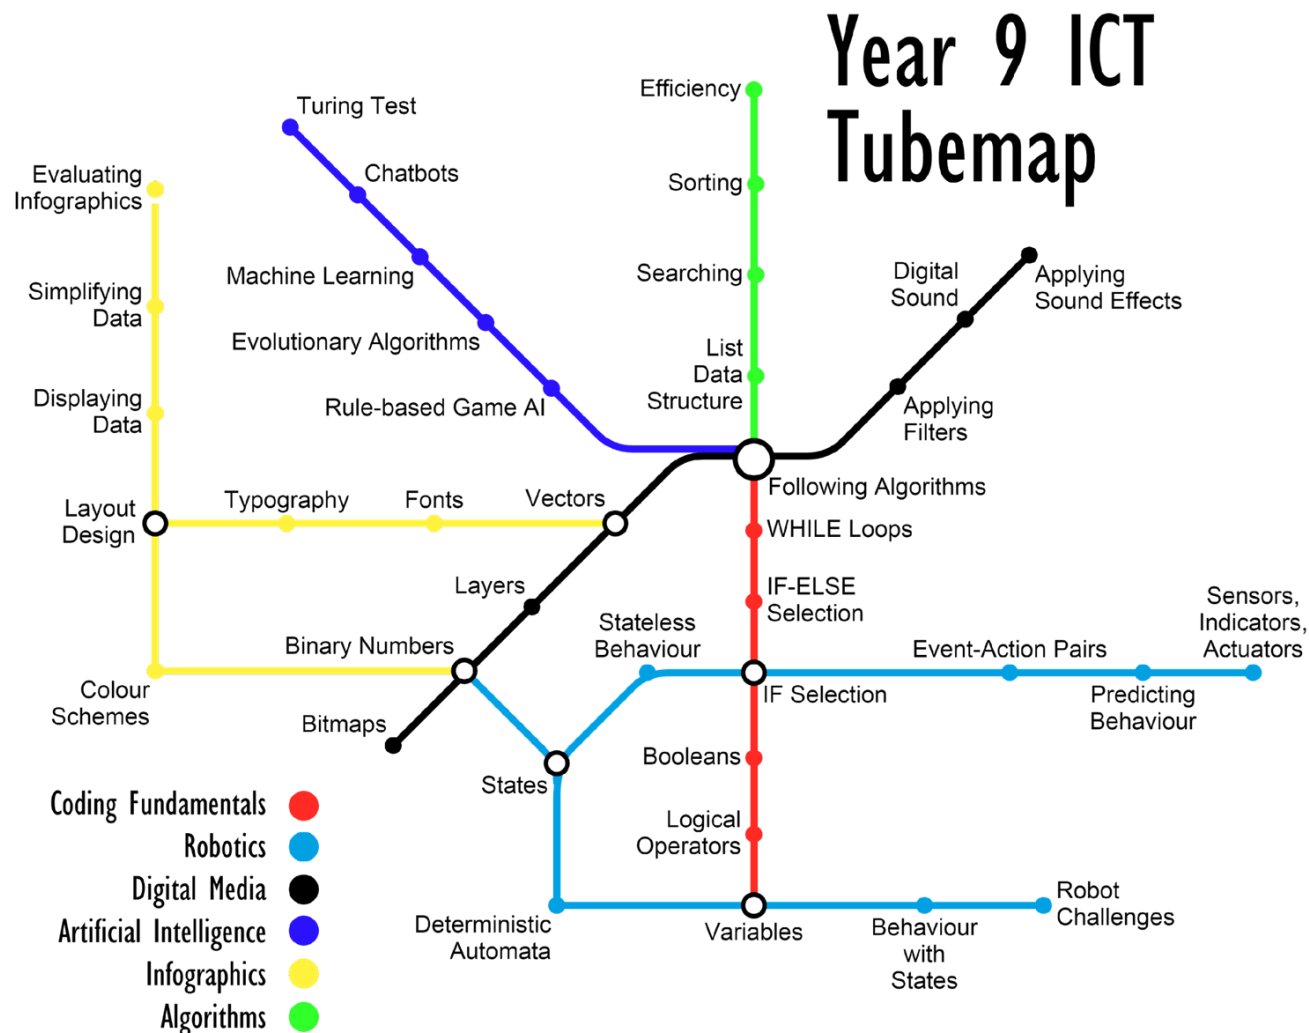 Year 9 ICT
Tubemap
Efficiency
Turing Test
Evaluating
Infographics
Chatbots
Sorting
Machine Learning
Searching
Digital
Sound
Applying
Sound Effects
Simplifying
Data
Evolutionary Algorithms
List
Data
Structure
Displaying
Data
Rule-based Game AI
Applying
Filters
Following Algorithms
Layout
Design
Typography
Fonts
Vectors
WHILE Loops
Layers
IF-ELSE
Selection
Sensors,
Indicators,
Actuators
Binary Numbers
Stateless
Behaviour
Event-Action Pairs
IF Selection
Predicting
Behaviour
Colour
Schemes
Bitmaps
Booleans
States
Logical
Operators
Deterministic
Automata
Variables
Behaviour
with
States
Robot
Challenges
Coding Fundamentals
Robotics
Digital Media
Artificial Intelligence
Infographics
Algorithms